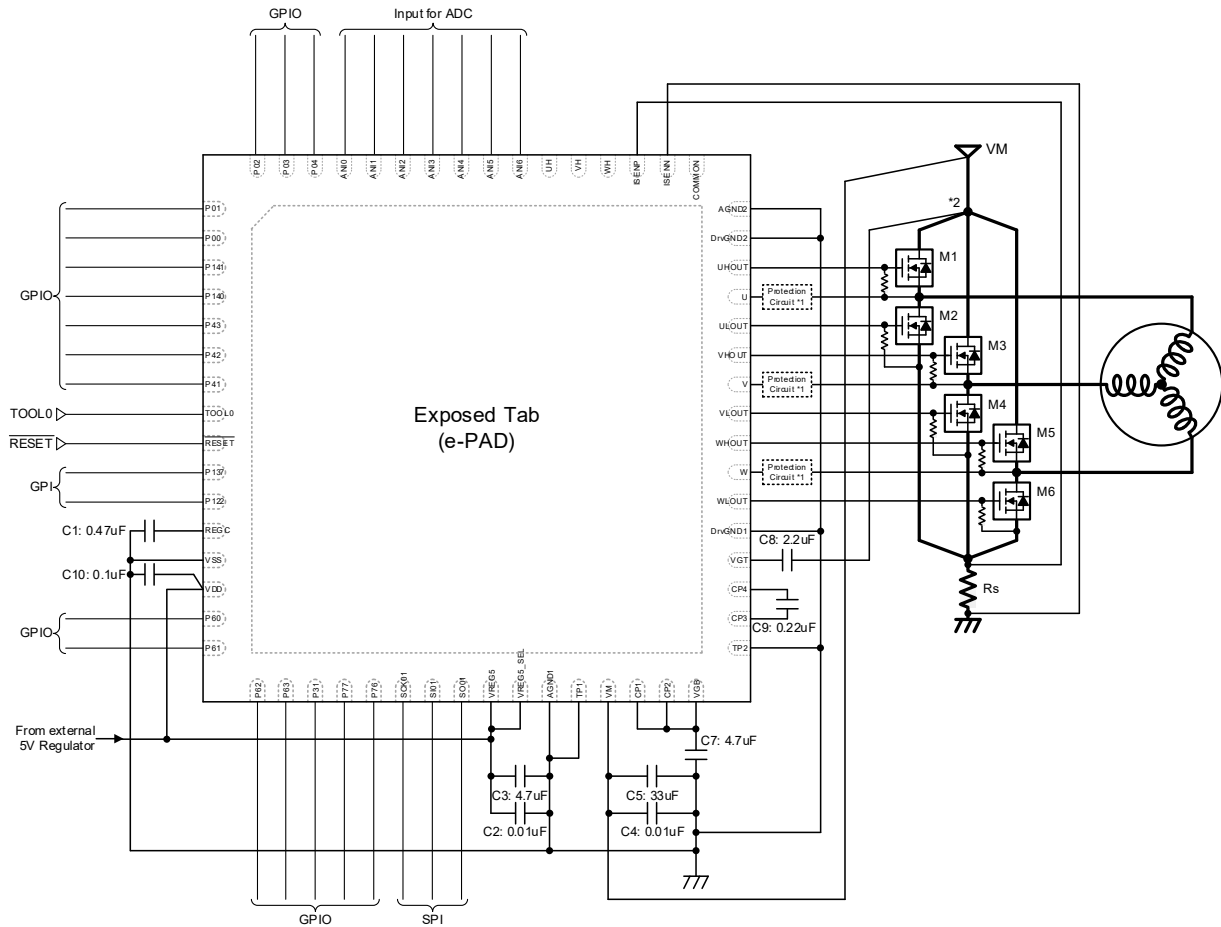 GPIO
Input for ADC
P02
P03
P04
ANI0
ANI1
ANI2
ANI3
ANI4
ANI5
ANI6
UH
VH
WH
ISENP
ISENN
COMMON
VM
*2
GPIO
P01
P00
P141
P140
P43
P42
P41
TOOL0
TOOL0
RESET
RESET
GPI
P137
P122
C1: 0.47uF
REGC
VSS
C10: 0.1uF
VDD
GPIO
P60
P61
Exposed Tab
(e-PAD)
AGND2
DrvGND2
UHOUT
U
ULOUT
VHOUT
V
VLOUT
WHOUT
W
WLOUT
DrvGND1
VGT
CP4
CP3
TP2
Protection
Circuit *1
Protection
Circuit *1
Protection
Circuit *1
M1
M2
M3
M4
M5
M6
C8: 2.2uF
C9: 0.22uF
Rs
P62
P63
P31
P77
P76
SCK01
SI01
SO01
VREG5
VREG5_SEL
AGND1
TP1
VM
CP1
CP2
VGB
From external
5V Regulator
C7: 4.7uF
C3: 4.7uF
C5: 33uF
C2: 0.01uF
C4: 0.01uF
GPIO
SPI